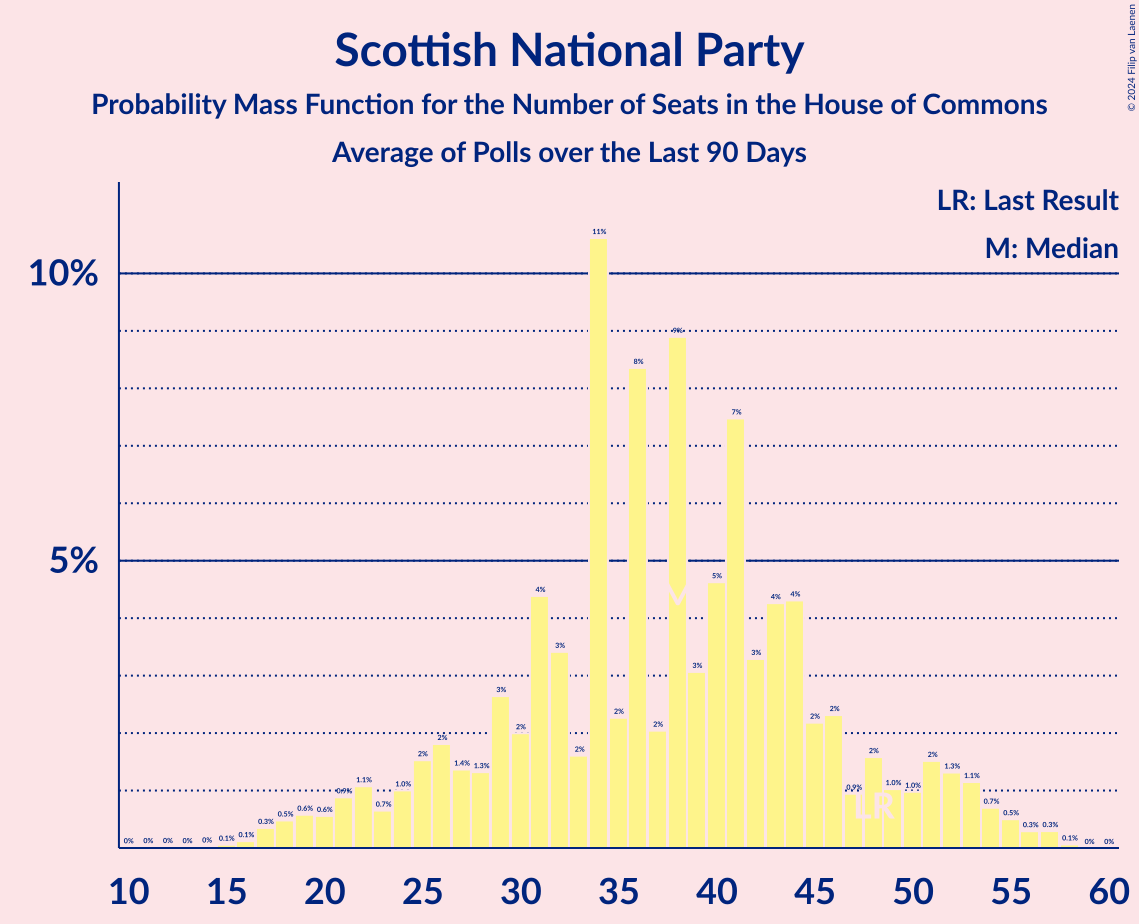 Scottish National Party
Probability Mass Function for the Number of Seats in the House of Commons
Average of Polls over the Last 90 Days
© 2024 Filip van Laenen
LR: Last Result
M: Median
10%
5%
0% 0% 0% 0% 0% 0.1% 0.1% 0.3% 0.5% 0.6% 0.6% 0.9% 1.1% 0.7% 1.0% 2% 2% 1.4% 1.3% 3% 2% 4% 3% 2% 11% 2% 8% 2% 9% 3% 5% 7% 3% 4% 4% 2% 2% 0.9% 2% 1.0% 1.0% 2% 1.3% 1.1% 0.7% 0.5% 0.3% 0.3% 0.1% 0% 0%
M
LR
10 15 20 25 30 35 40 45 50 55 60